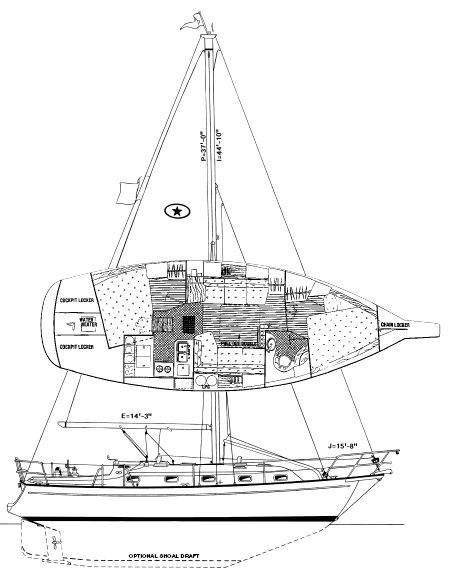 P=37'-0"
I=44'-10"
COCKPIT LOCKER
WATER
HEATER
COCKPIT LOCKER
CHAIN LOCKER
PULL OUT DOUBLE
E=14'-3"
J=15'-8"
OPTIONAL SHOAL DRAFT